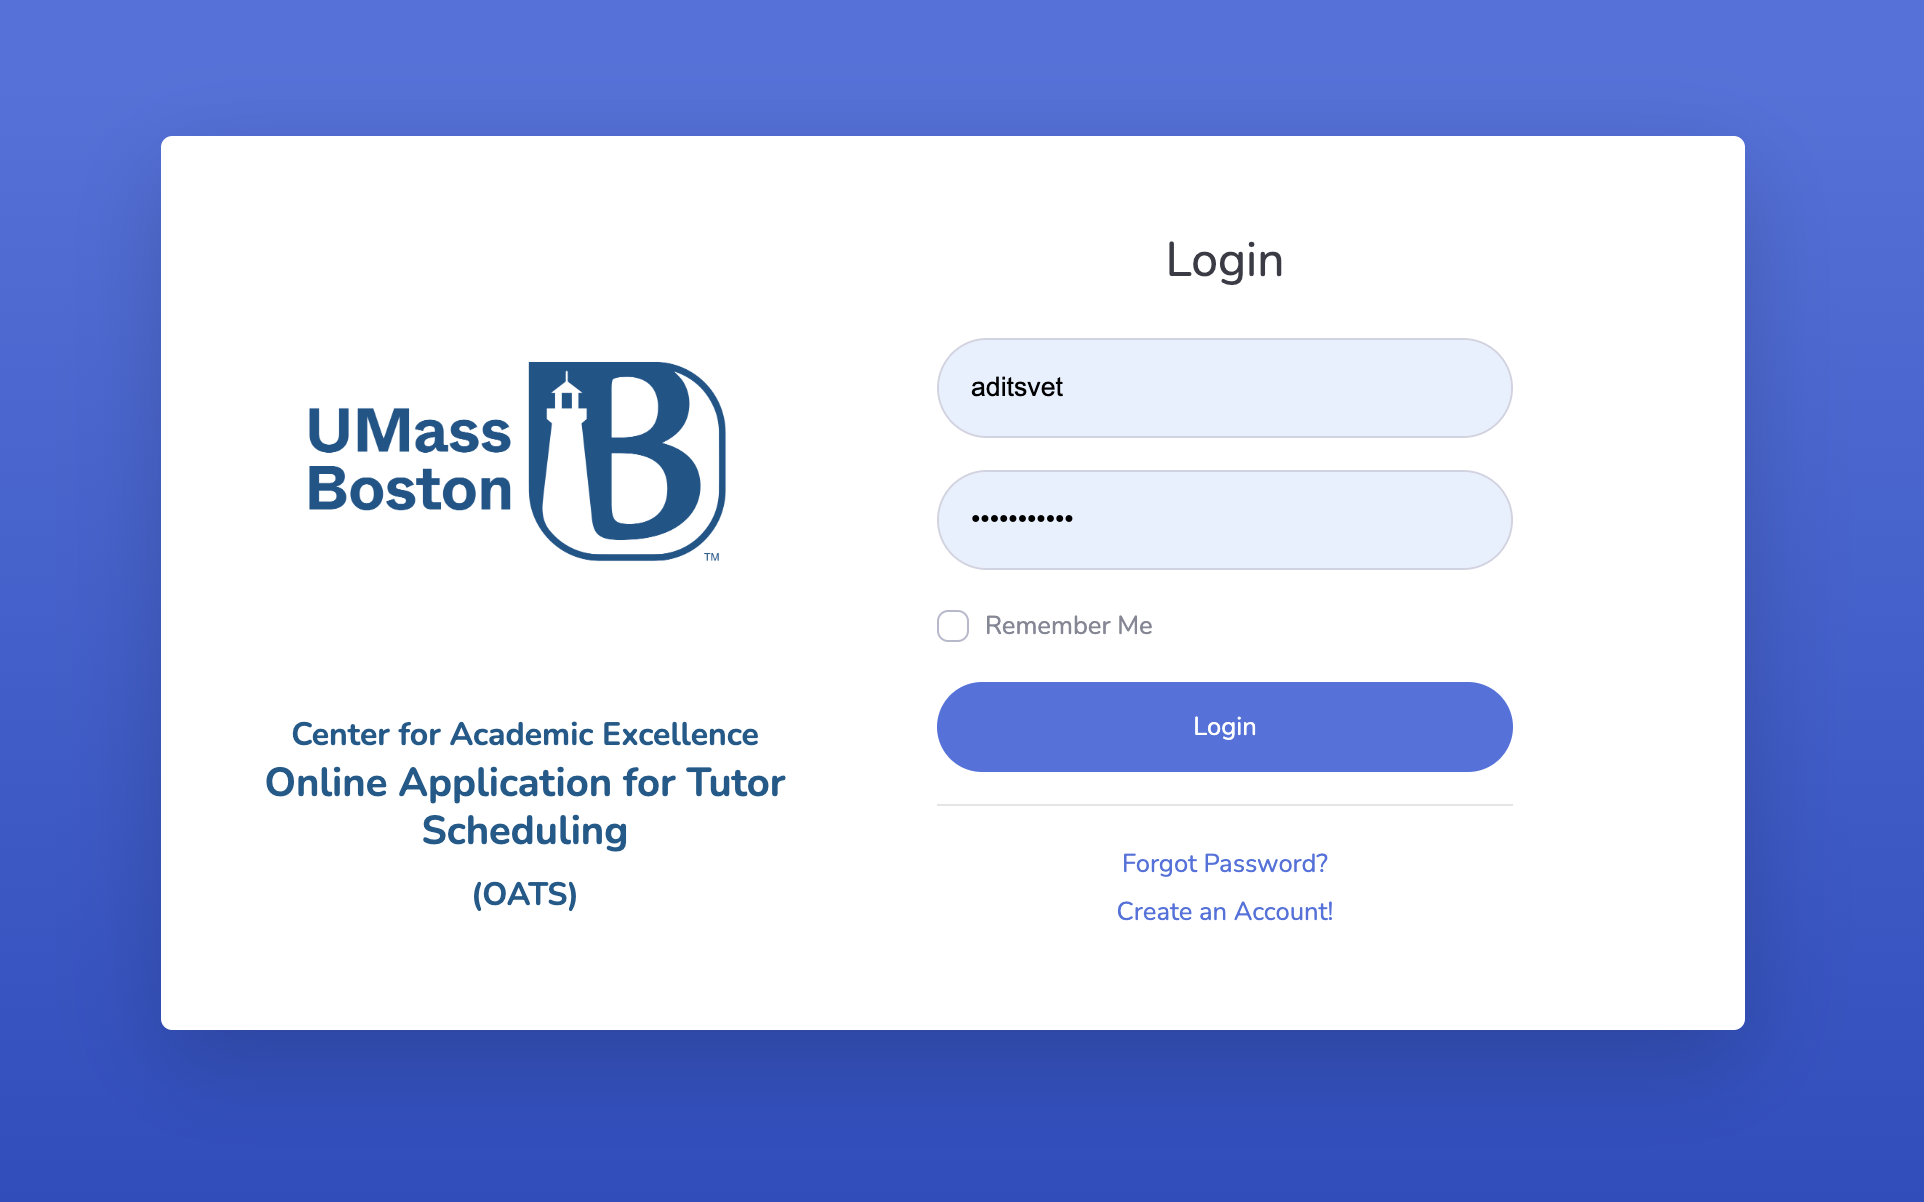 UMass
Boston
B
TM
Center for Academic Excellence
Online Application for Tutor
Scheduling
(OATS)
Login
aditsvet
•••••••••••
Remember Me
Login
Forgot Password?
Create an Account!